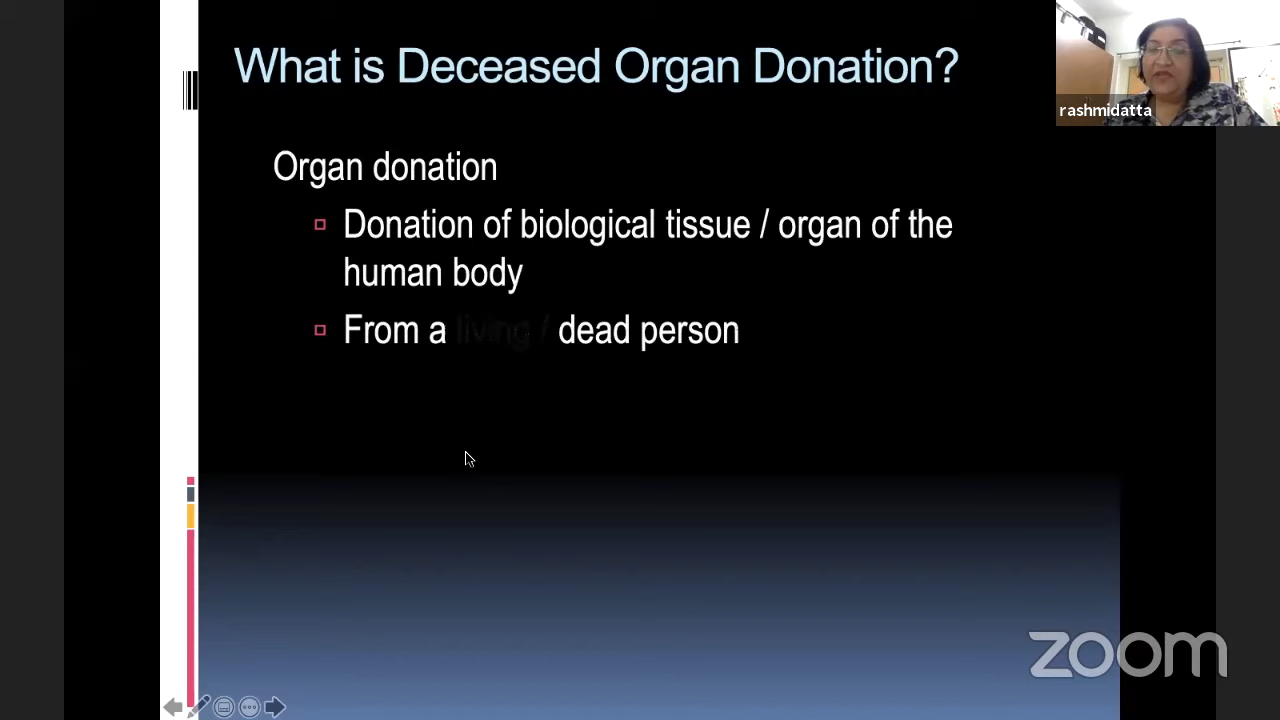 What is Deceased Organ Donation?
rashmidatta
Organ donation
Donation of biological tissue / organ of the
human body
From a living / dead person
zoom